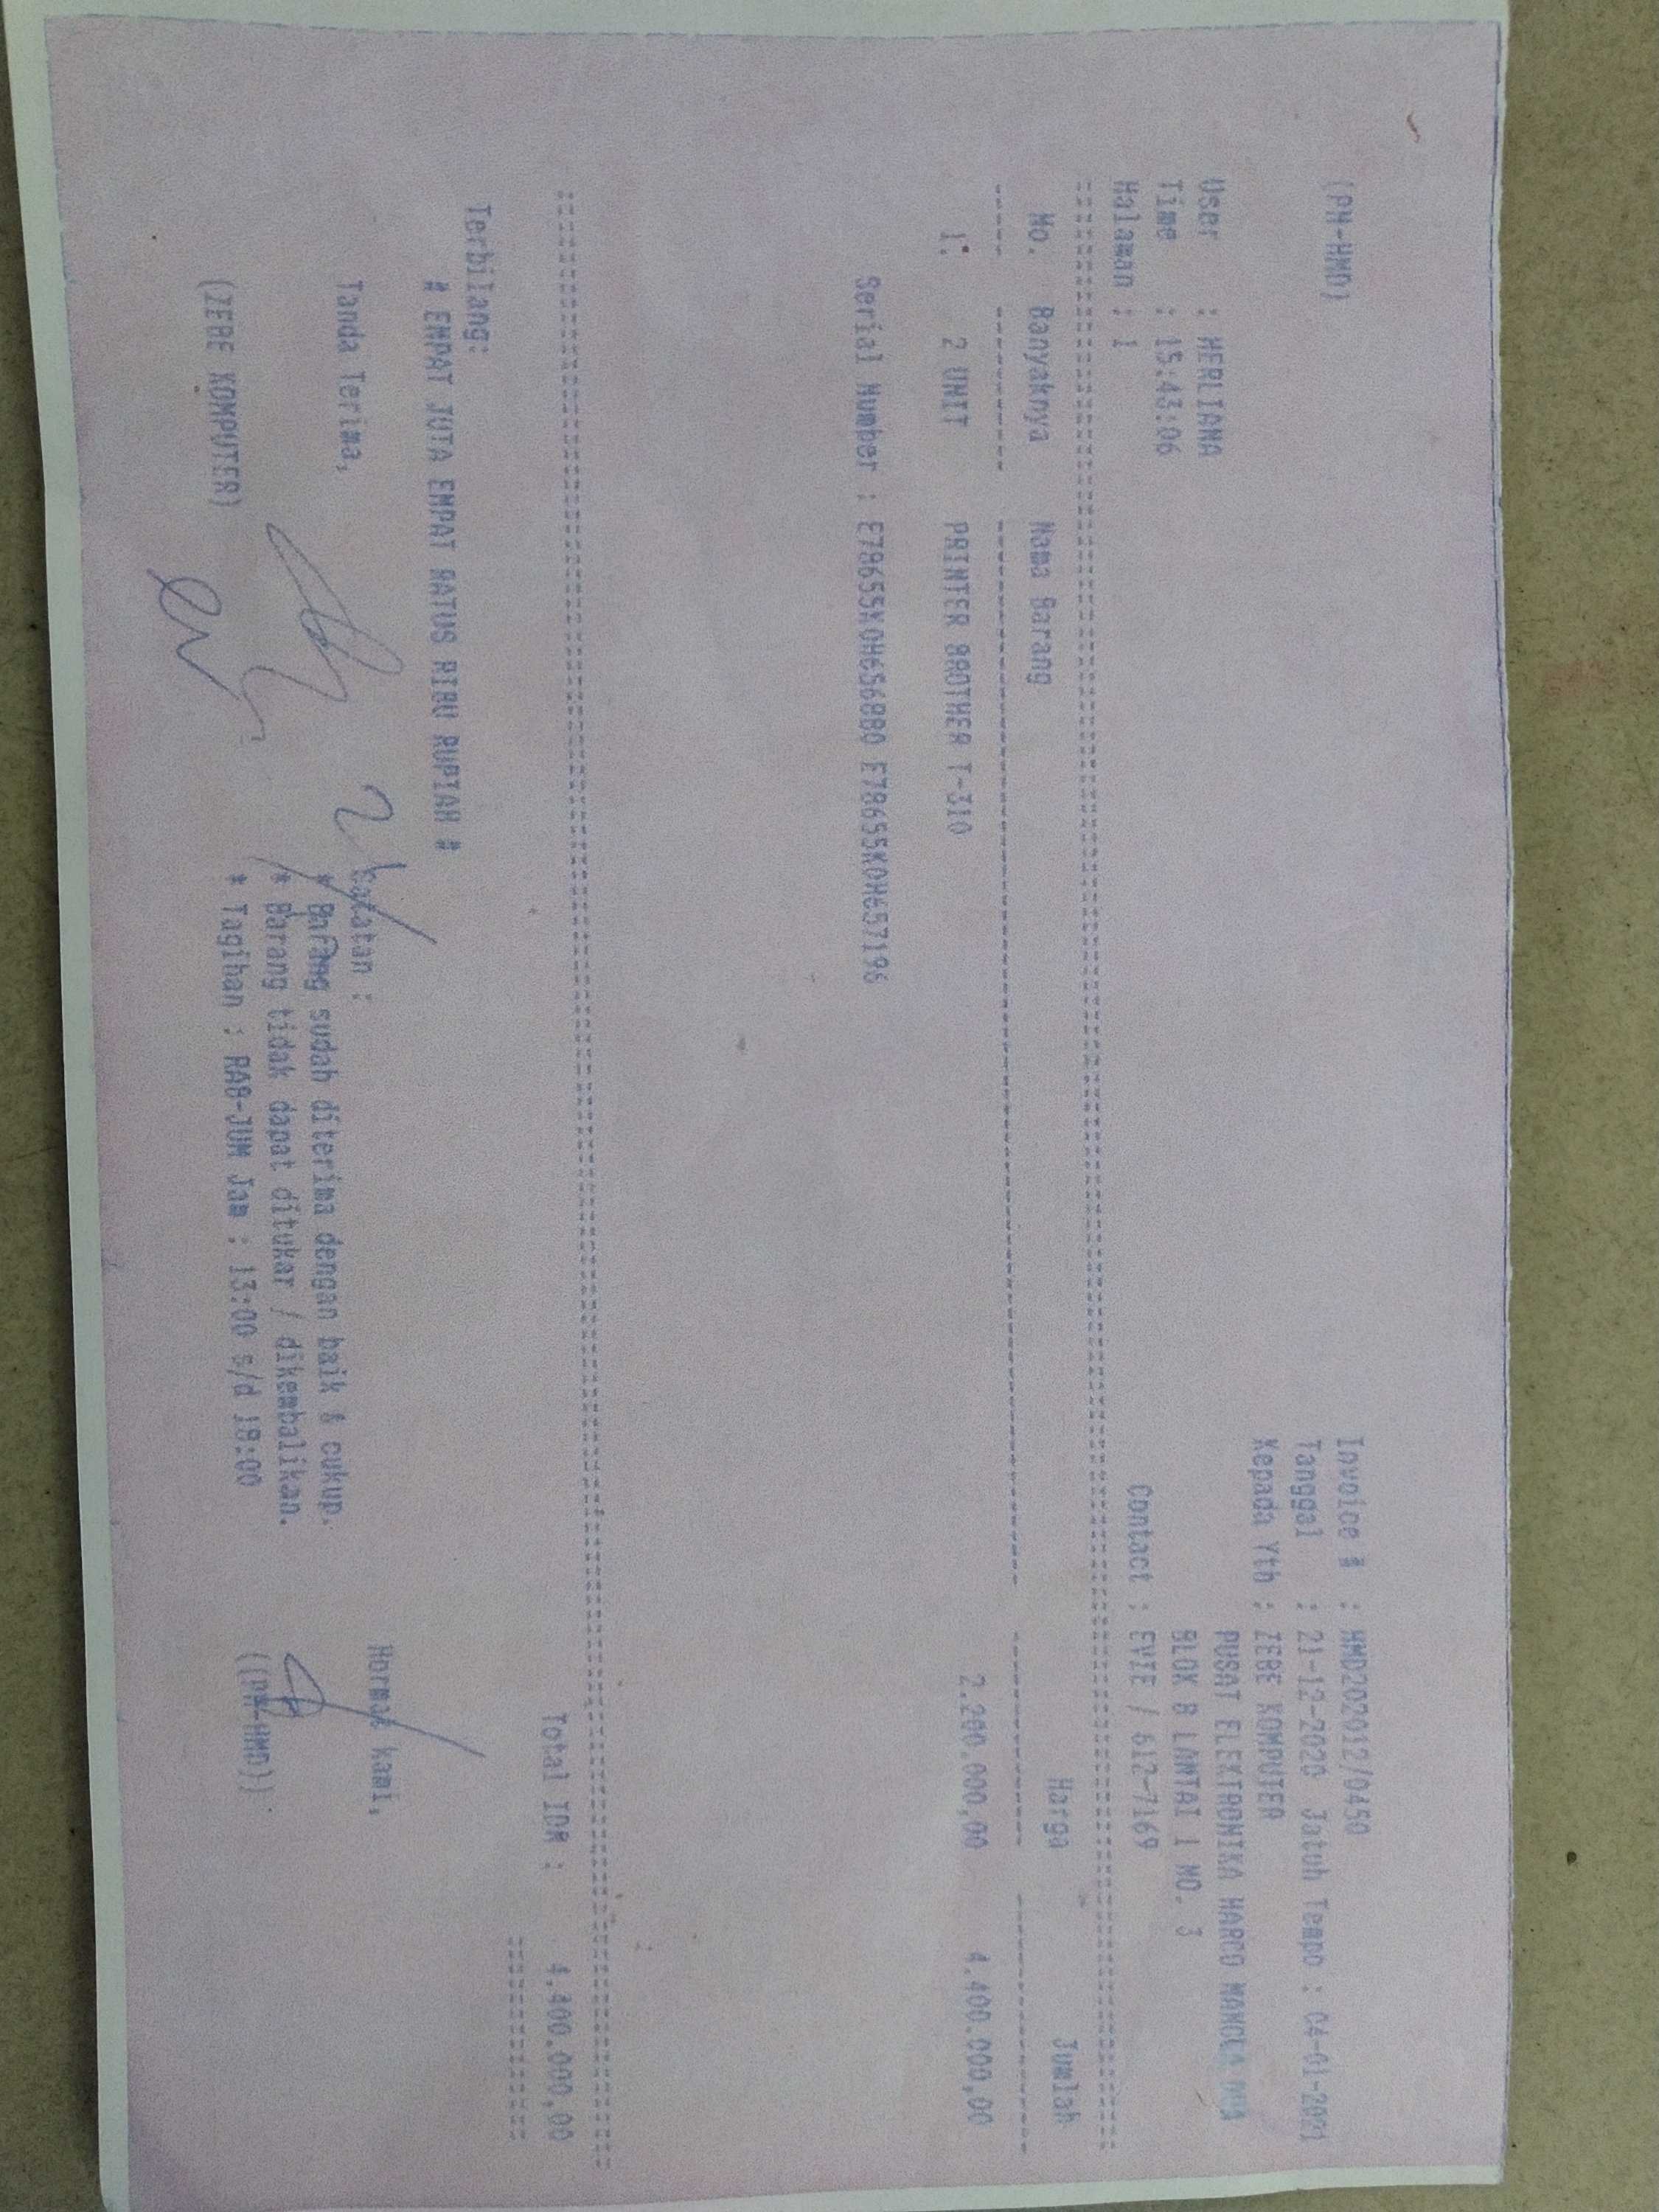 (PM-HMD)
Invoice # : HMD202012/0450
Tanggal : 21-12-2020 Jatuh Tempo : 04-01-2021
User : HERLIANA
Kepada Yth : ZEBE KOMPUTER
Time : 15:43:06
PUSAT ELEKTRONIKA HARCO MANGGA DUA
Halaman : 1
BLOK B LANTAI 1 NO. 3
Contact : EVIE / 612-7169
No. Banyaknya Nama Barang Harga Jumlah
1. 2 UNIT PRINTER BROTHER T-310 2.200.000,00 4.400.000,00
Serial Number :
Total IDR : 4.400.000,00
Terbilang:
# EMPAT JUTA EMPAT RATUS RIBU RUPIAH #
Tanda Terima, Catatan : Hormat kami,
* Barang sudah diterima dengan baik & cukup.
* Barang tidak dapat ditukar / dikembalikan.
(ZEBE KOMPUTER) * Tagihan : RAB-JUM Jam : 13:00 s/d 18:00 ((PM-HMD))